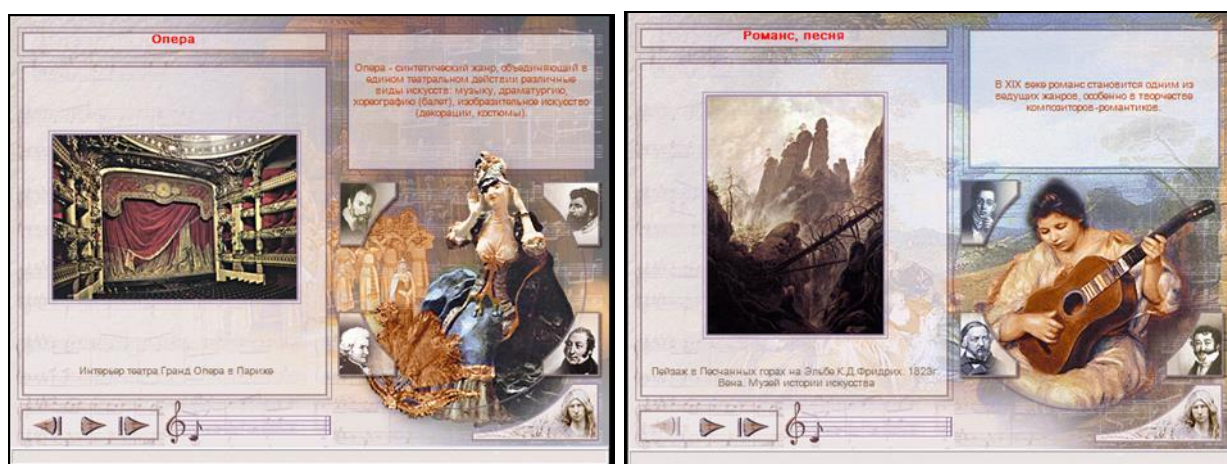 Опера
Опера - синтетический жанр, объединяющий в
едином театральном действии различные
виды искусств: музыку, драматургию,
хореографию (балет), изобразительное искусство
(декорации, костюмы).
Интерьер театра Гранд Опера в Париже
Романс, песня
В XIX веке романс становится одним из
ведущих жанров, особенно в творчестве
композиторов-романтиков.
Пейзаж в Песчанных горах на Эльбе К.Д.Фридрих. 1823г.
Вена. Музей истории искусства